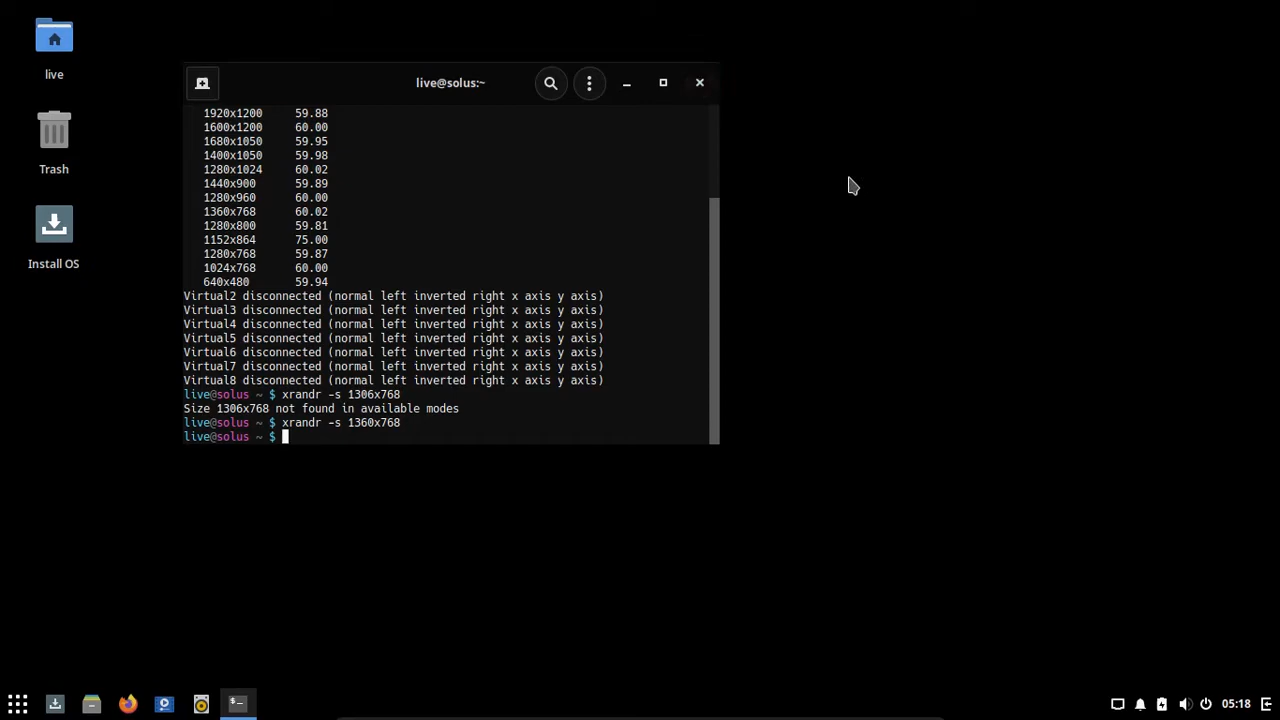 live
Trash
Install OS
live@solus:~
1920x1200 59.88
1600x1200 60.00
1680x1050 59.95
1400x1050 59.98
1280x1024 60.02
1440x900 59.89
1280x960 60.00
1360x768 60.02
1280x800 59.81
1152x864 75.00
1280x768 59.87
1024x768 60.00
640x480 59.94
Virtual2 disconnected (normal left inverted right x axis y axis)
Virtual3 disconnected (normal left inverted right x axis y axis)
Virtual4 disconnected (normal left inverted right x axis y axis)
Virtual5 disconnected (normal left inverted right x axis y axis)
Virtual6 disconnected (normal left inverted right x axis y axis)
Virtual7 disconnected (normal left inverted right x axis y axis)
Virtual8 disconnected (normal left inverted right x axis y axis)
live@solus ~ $ xrandr -s 1306x768
Size 1306x768 not found in available modes
live@solus ~ $ xrandr -s 1360x768
live@solus ~ $
05:18